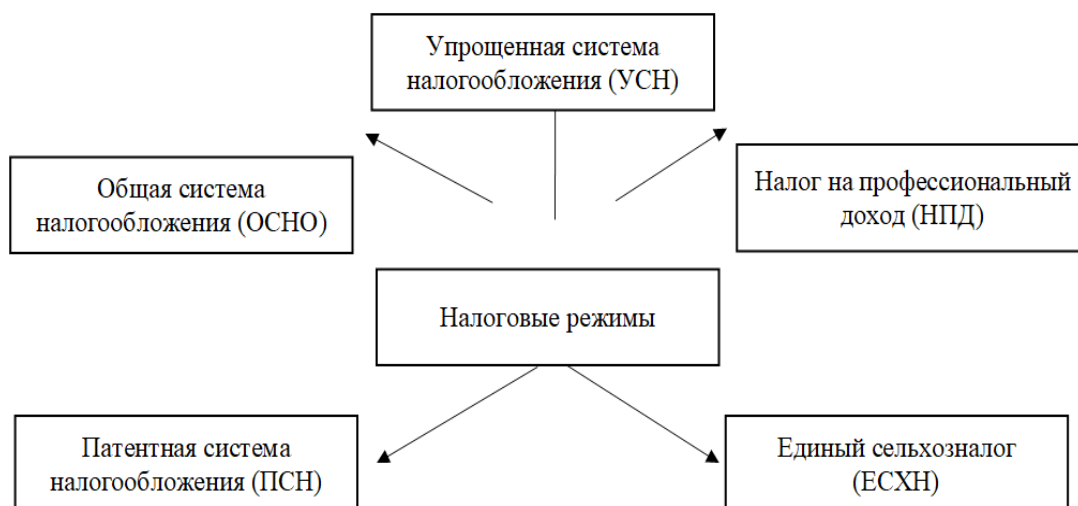 Упрощенная система
налогообложения (УСН)
Общая система
налогообложения (ОСНО)
Налог на профессиональный
доход (НПД)
Налоговые режимы
Патентная система
налогообложения (ПСН)
Единый сельхозналог
(ЕСХН)